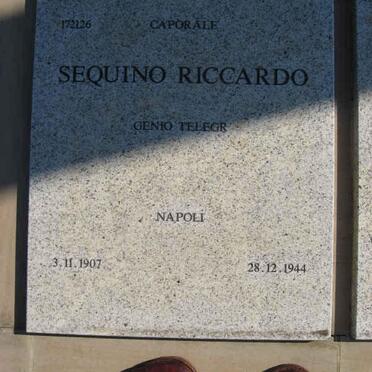 172126 CAPORALE
SEQUINO RICCARDO
GENIO TELEGR
NAPOLI
3.11.1907 28.12.1944